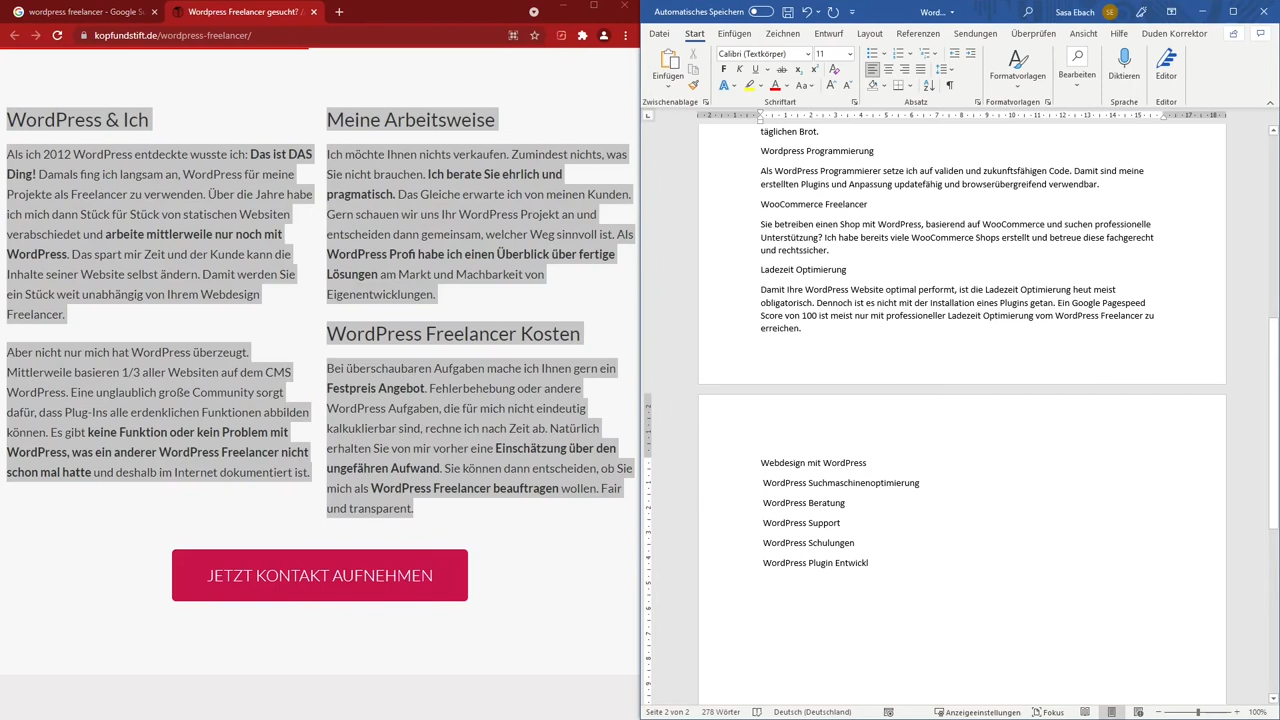 wordpress freelancer - Google S
Wordpress Freelancer gesucht? /
kopfundstift.de/wordpress-freelancer/
WordPress & Ich
Als ich 2012 WordPress entdeckte wusste ich: Das ist DAS
Ding! Damals fing ich langsam an, WordPress für meine
Projekte als Freelancer zu verwenden. Über die Jahre habe
ich mich dann Stück für Stück von statischen Websiten
verabschiedet und arbeite mittlerweile nur noch mit
WordPress. Das spart mir Zeit und der Kunde kann die
Inhalte seiner Website selbst ändern. Damit werden Sie
ein Stück weit unabhängig von Ihrem Webdesign
Freelancer.
Aber nicht nur mich hat WordPress überzeugt.
Mittlerweile basieren 1/3 aller Websiten auf dem CMS
WordPress. Eine unglaublich große Community sorgt
dafür, dass Plug-Ins alle erdenklichen Funktionen abbilden
können. Es gibt keine Funktion oder kein Problem mit
WordPress, was ein anderer WordPress Freelancer nicht
schon mal hatte und deshalb im Internet dokumentiert ist.
Meine Arbeitsweise
Ich möchte Ihnen nichts verkaufen. Zumindest nichts, was
Sie nicht brauchen. Ich berate Sie ehrlich und
pragmatisch. Das Gleiche erwarte ich von meinen Kunden.
Gern schauen wir uns Ihr WordPress Projekt an und
entscheiden dann gemeinsam, welcher Weg sinnvoll ist. Als
WordPress Profi habe ich einen Überblick über fertige
Lösungen am Markt und Machbarkeit von
Eigenentwicklungen.
WordPress Freelancer Kosten
Bei überschaubaren Aufgaben mache ich Ihnen gern ein
Festpreis Angebot. Fehlerbehebung oder andere
WordPress Aufgaben, die für mich nicht eindeutig
kalkuklierbar sind, rechne ich nach Zeit ab. Natürlich
erhalten Sie von mir vorher eine Einschätzung über den
ungefähren Aufwand. Sie können dann entscheiden, ob Sie
mich als WordPress Freelancer beauftragen wollen. Fair
und transparent.
JETZT KONTAKT AUFNEHMEN
Automatisches Speichern
Word...
Sasa Ebach
SE
Datei Start Einfügen Zeichnen Entwurf Layout Referenzen Sendungen Überprüfen Ansicht Hilfe Duden Korrektor
Calibri (Textkörper) 11
Einfügen
F K U ab x₂ x²
Formatvorlagen
Bearbeiten
Diktieren
Editor
Zwischenablage Schriftart Absatz Formatvorlagen Sprache Editor
täglichen Brot.
Wordpress Programmierung
Als WordPress Programmierer setze ich auf validen und zukunftsfähigen Code. Damit sind meine
erstellten Plugins und Anpassung updatefähig und browserübergreifend verwendbar.
WooCommerce Freelancer
Sie betreiben einen Shop mit WordPress, basierend auf WooCommerce und suchen professionelle
Unterstützung? Ich habe bereits viele WooCommerce Shops erstellt und betreue diese fachgerecht
und rechtssicher.
Ladezeit Optimierung
Damit Ihre WordPress Website optimal performt, ist die Ladezeit Optimierung heut meist
obligatorisch. Dennoch ist es nicht mit der Installation eines Plugins getan. Ein Google Pagespeed
Score von 100 ist meist nur mit professioneller Ladezeit Optimierung vom WordPress Freelancer zu
erreichen.
Webdesign mit WordPress
WordPress Suchmaschinenoptimierung
WordPress Beratung
WordPress Support
WordPress Schulungen
WordPress Plugin Entwickl
Seite 2 von 2 278 Wörter Deutsch (Deutschland) Anzeigeeinstellungen Fokus 100%